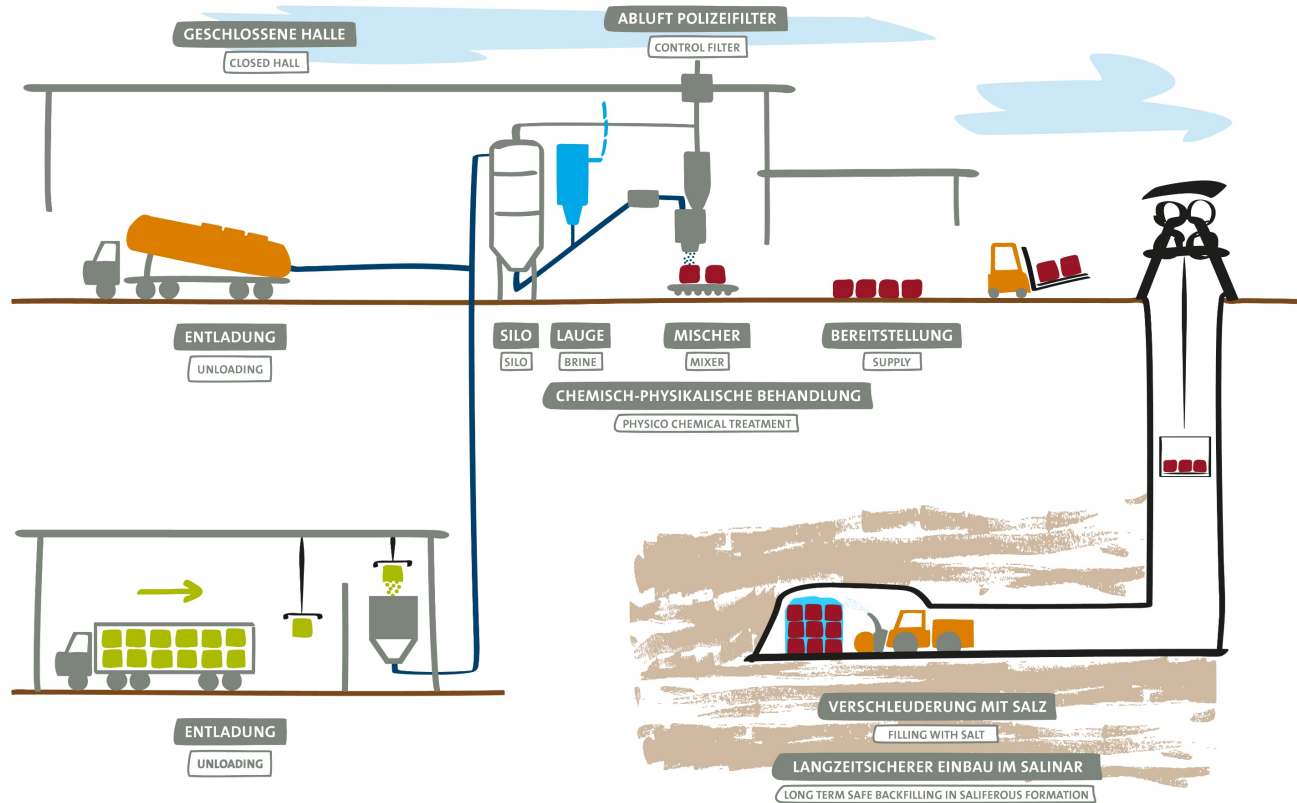 GESCHLOSSENE HALLE
CLOSED HALL
ABLUFT POLIZEIFILTER
CONTROL FILTER
ENTLADUNG
UNLOADING
SILO
SILO
LAUGE
BRINE
MISCHER
MIXER
BEREITSTELLUNG
SUPPLY
CHEMISCH-PHYSIKALISCHE BEHANDLUNG
PHYSICO CHEMICAL TREATMENT
ENTLADUNG
UNLOADING
VERSCHLEUDERUNG MIT SALZ
FILLING WITH SALT
LANGZEITSICHERER EINBAU IM SALINAR
LONG TERM SAFE BACKFILLING IN SALIFEROUS FORMATION